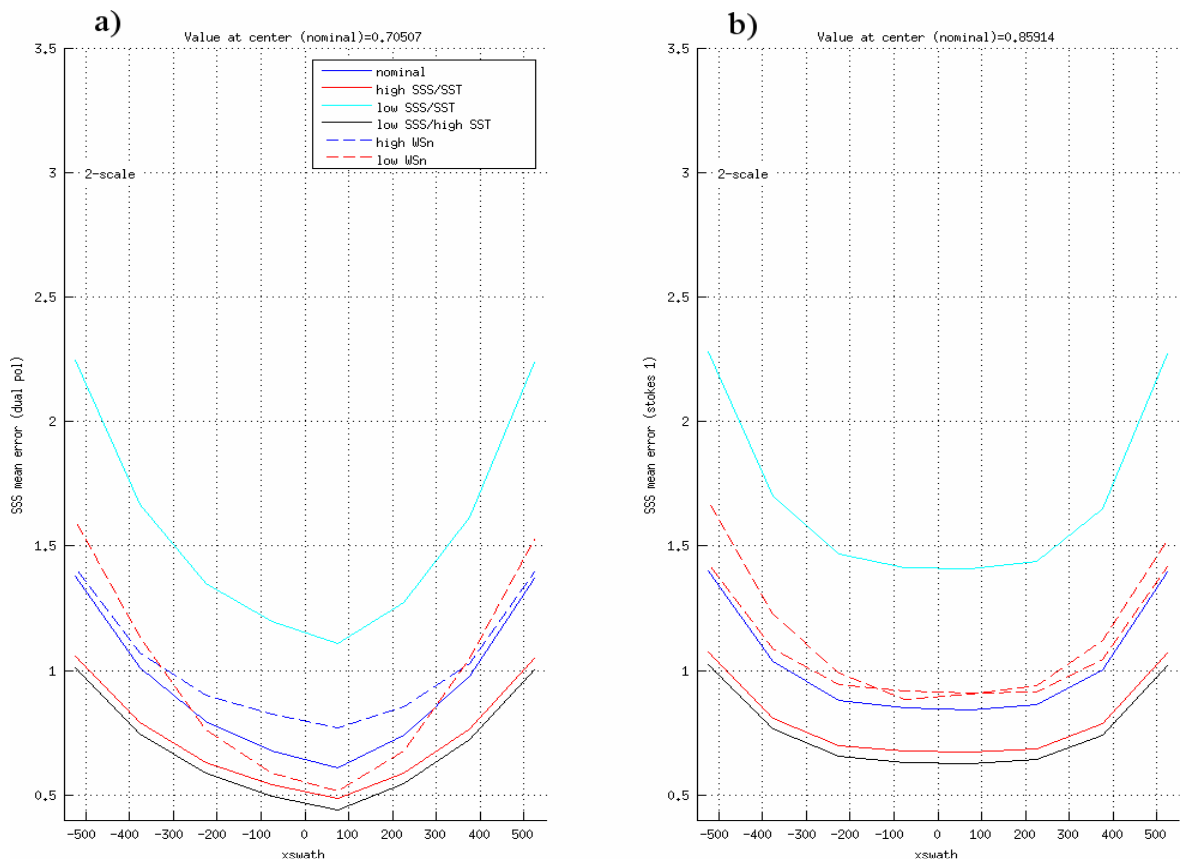 a)
Value at center (nominal)=0.70507
3.5
3
2.5
2
1.5
1
0.5
SSS mean error (dual pol)
2-scale
nominal
high SSS/SST
low SSS/SST
low SSS/high SST
high WSn
low WSn
-500 -400 -300 -200 -100 0 100 200 300 400 500
xswath
b)
Value at center (nominal)=0.85914
3.5
3
2.5
2
1.5
1
0.5
SSS mean error (stokes 1)
2-scale
-500 -400 -300 -200 -100 0 100 200 300 400 500
xswath